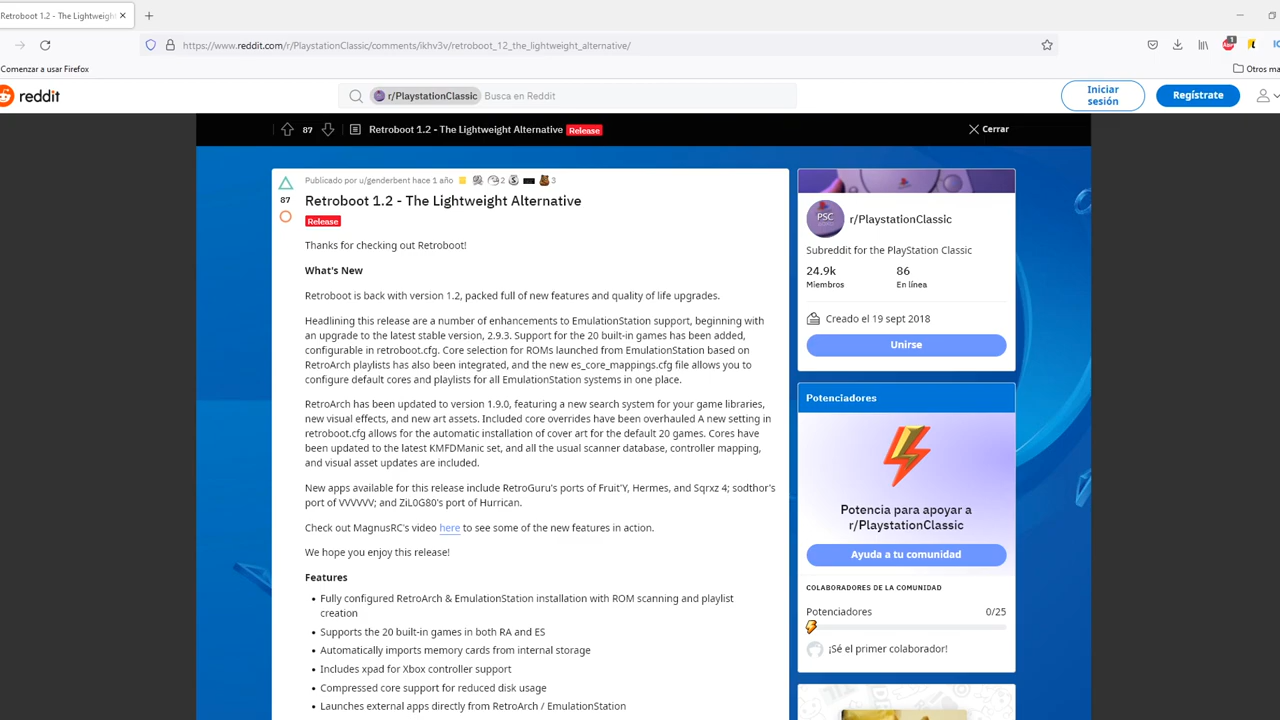 Retroboot 1.2 - The Lightweigh
https://www.reddit.com/r/PlaystationClassic/comments/ikhv3v/retroboot_12_the_lightweight_alternative/
1
Comenzar a usar Firefox
Otros ma
reddit
r/PlaystationClassic Busca en Reddit
Iniciar
sesión
Regístrate
87
Retroboot 1.2 - The Lightweight Alternative Release
Cerrar
Publicado por u/genderbent hace 1 año 2 3
87
Retroboot 1.2 - The Lightweight Alternative
Release
Thanks for checking out Retroboot!
What's New
Retroboot is back with version 1.2, packed full of new features and quality of life upgrades.
Headlining this release are a number of enhancements to EmulationStation support, beginning with
an upgrade to the latest stable version, 2.9.3. Support for the 20 built-in games has been added,
configurable in retroboot.cfg. Core selection for ROMs launched from EmulationStation based on
RetroArch playlists has also been integrated, and the new es_core_mappings.cfg file allows you to
configure default cores and playlists for all EmulationStation systems in one place.
RetroArch has been updated to version 1.9.0, featuring a new search system for your game libraries,
new visual effects, and new art assets. Included core overrides have been overhauled A new setting in
retroboot.cfg allows for the automatic installation of cover art for the default 20 games. Cores have
been updated to the latest KMFDManic set, and all the usual scanner database, controller mapping,
and visual asset updates are included.
New apps available for this release include RetroGuru's ports of Fruit'Y, Hermes, and Sqrxz 4; sodthor's
port of VVVVVV; and ZiL0G80's port of Hurrican.
Check out MagnusRC's video here to see some of the new features in action.
We hope you enjoy this release!
Features
• Fully configured RetroArch & EmulationStation installation with ROM scanning and playlist
creation
• Supports the 20 built-in games in both RA and ES
• Automatically imports memory cards from internal storage
• Includes xpad for Xbox controller support
• Compressed core support for reduced disk usage
• Launches external apps directly from RetroArch / EmulationStation
PSC
r/PlaystationClassic
Subreddit for the PlayStation Classic
24.9k 86
Miembros En línea
Creado el 19 sept 2018
Unirse
Potenciadores
Potencia para apoyar a
r/PlaystationClassic
Ayuda a tu comunidad
COLABORADORES DE LA COMUNIDAD
Potenciadores 0/25
¡Sé el primer colaborador!